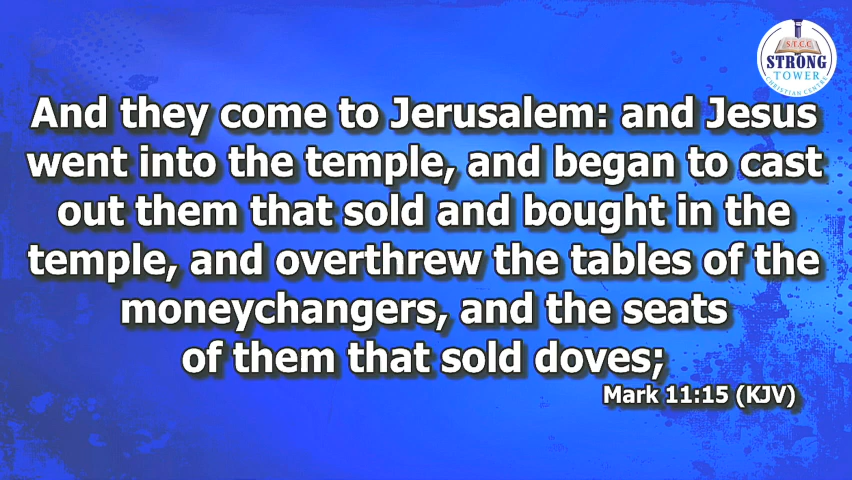 S.T.C.C
STRONG
TOWER
CHRISTIAN CENTRE
And they come to Jerusalem: and Jesus
went into the temple, and began to cast
out them that sold and bought in the
temple, and overthrew the tables of the
moneychangers, and the seats
of them that sold doves;
Mark 11:15 (KJV)